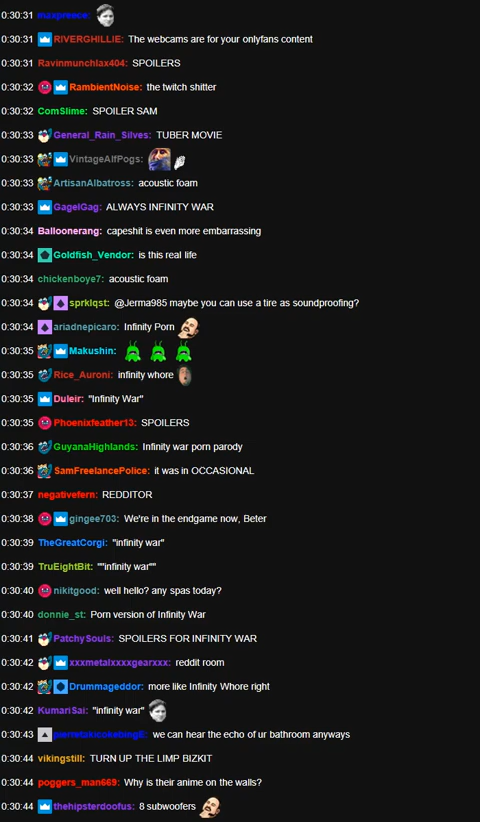 0:30:31 mzxpreece:
0:30:31 RIVERGHILLIE: The webcams are for your onlyfans content
0:30:31 Ravinmunchlax404: SPOILERS
0:30:32 RambientNoise: the twitch shitter
0:30:32 ComSlime: SPOILER SAM
0:30:33 General_Rain_Silves: TUBER MOVIE
0:30:33 VintageAlfPogs:
0:30:33 ArtisanAlbatross: acoustic foam
0:30:33 GagelGag: ALWAYS INFINITY WAR
0:30:34 Balloonerang: capeshit is even more embarrassing
0:30:34 Goldfish_Vendor: is this real life
0:30:34 chickenboye7: acoustic foam
0:30:34 sprklqst: @Jerma985 maybe you can use a tire as soundproofing?
0:30:34 ariadnepicaro: Infinity Porn
0:30:35 Makushin:
0:30:35 Rice_Auroni: infinity whore
0:30:35 Duleir: "Infinity War"
0:30:35 Phoenixfeather13: SPOILERS
0:30:36 GuyanaHighlands: Infinity war porn parody
0:30:36 SamFreelancePolice: it was in OCCASIONAL
0:30:37 negativefern: REDDITOR
0:30:38 gingee703: We're in the endgame now, Beter
0:30:39 TheGreatCorgi: "infinity war"
0:30:39 TruEightBit: ""infinity war""
0:30:40 nikitgood: well hello? any spas today?
0:30:40 donnie_st: Porn version of Infinity War
0:30:41 PatchySouls: SPOILERS FOR INFINITY WAR
0:30:42 xxxmetalxxxxgearxxx: reddit room
0:30:42 Drummageddor: more like Infinity Whore right
0:30:42 KumariSai: "infinity war"
0:30:43 we can hear the echo of ur bathroom anyways
0:30:44 vikingstill: TURN UP THE LIMP BIZKIT
0:30:44 poggers_man669: Why is their anime on the walls?
0:30:44 thehipsterdoofus: 8 subwoofers